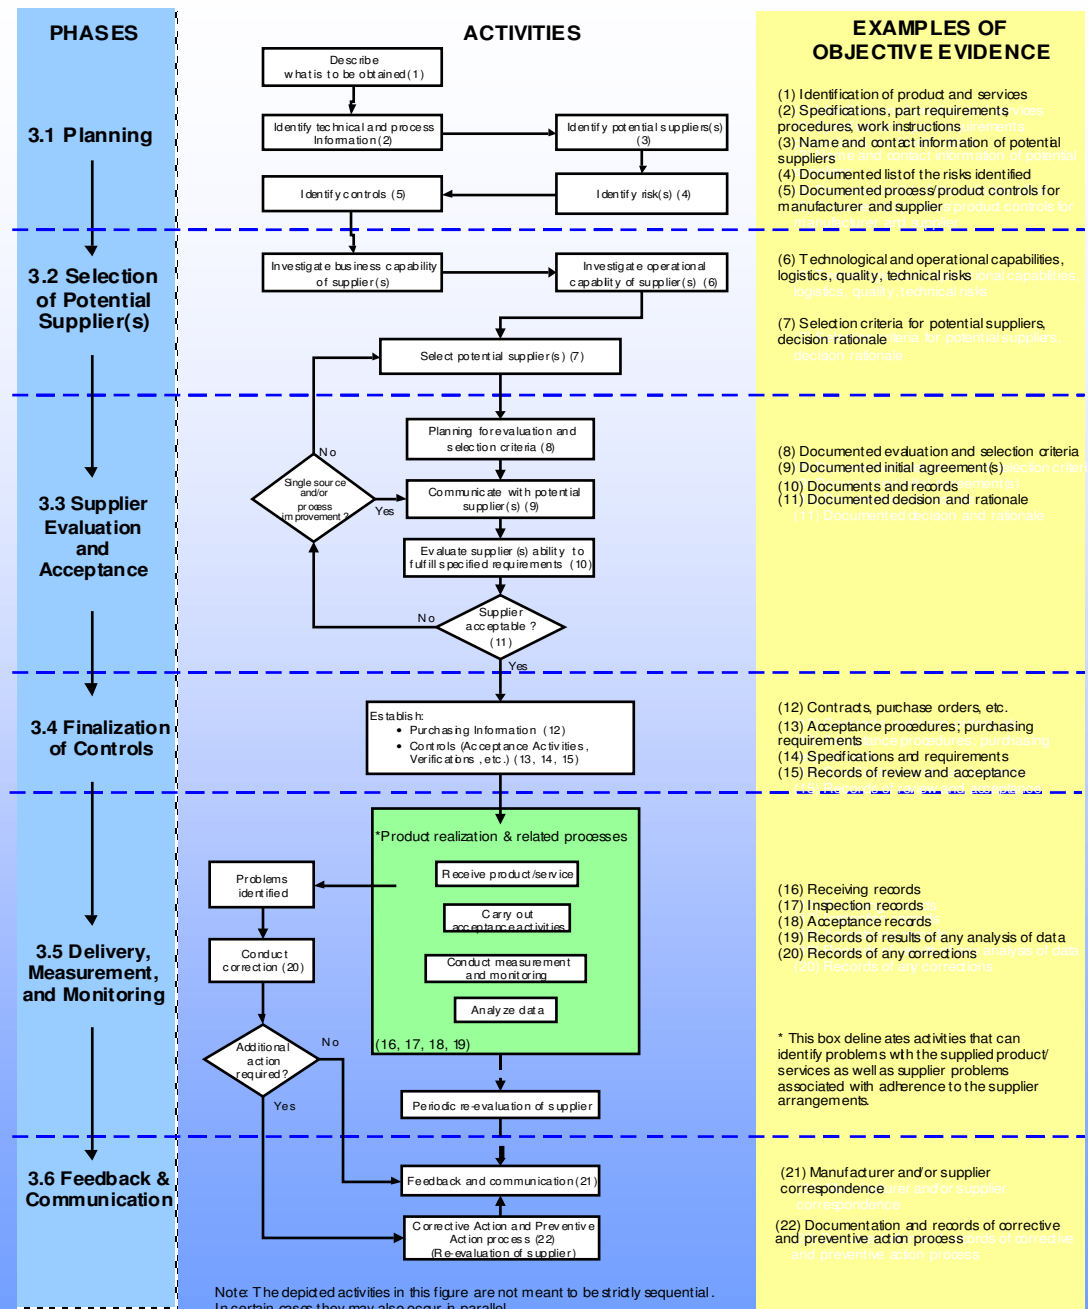 PHASES
ACTIVITIES
EXAMPLES OF
OBJECTIVE EVIDENCE
3.1 Planning
Describe
what is to be obtained (1)
Identify technical and process
Information (2)
Identify potential suppliers(s)
(3)
Identify controls (5)
Identify risk(s) (4)
(1) Identification of product and services
(2) Specifications, part requirements,
procedures, work instructions
(3) Name and contact information of potential
suppliers
(4) Documented list of the risks identified
(5) Documented process/product controls for
manufacturer and supplier
3.2 Selection
of Potential
Supplier(s)
Investigate business capability
of supplier(s)
Investigate operational
capability of supplier(s) (6)
Select potential supplier(s) (7)
(6) Technological and operational capabilities,
logistics, quality, technical risks
(7) Selection criteria for potential suppliers,
decision rationale
3.3 Supplier
Evaluation
and
Acceptance
Planning for evaluation and
selection criteria (8)
No
Single source
and/or
process
improvement ?
Yes
Communicate with potential
supplier(s) (9)
Evaluate supplier (s) ability to
fulfill specified requirements (10)
No
Supplier
acceptable ?
(11)
Yes
(8) Documented evaluation and selection criteria
(9) Documented initial agreement(s)
(10) Documents and records
(11) Documented decision and rationale
3.4 Finalization
of Controls
Establish:
• Purchasing Information (12)
• Controls (Acceptance Activities,
Verifications, etc.) (13, 14, 15)
(12) Contracts, purchase orders, etc.
(13) Acceptance procedures; purchasing
requirements
(14) Specifications and requirements
(15) Records of review and acceptance
3.5 Delivery,
Measurement,
and Monitoring
*Product realization & related processes
Receive product/service
Carry out
acceptance activities
Conduct measurement
and monitoring
Analyze data
(16, 17, 18, 19)
Problems
identified
Conduct
correction (20)
Additional
action
required?
No
Yes
Periodic re-evaluation of supplier
(16) Receiving records
(17) Inspection records
(18) Acceptance records
(19) Records of results of any analysis of data
(20) Records of any corrections
* This box delineates activities that can
identify problems with the supplied product/
services as well as supplier problems
associated with adherence to the supplier
arrangements.
3.6 Feedback &
Communication
Feedback and communication (21)
Corrective Action and Preventive
Action process (22)
(Re-evaluation of supplier)
(21) Manufacturer and/or supplier
correspondence
(22) Documentation and records of corrective
and preventive action process
Note: The depicted activities in this figure are not meant to be strictly sequential.
In certain cases they may also occur in parallel